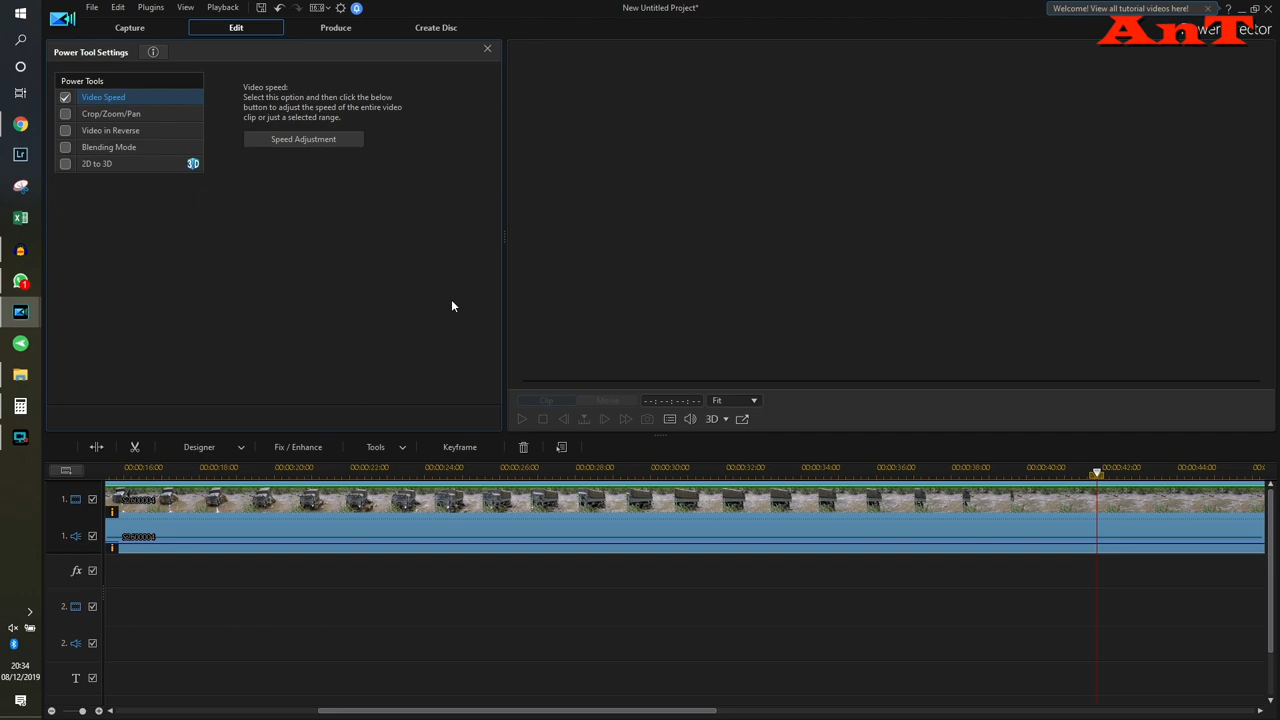 File Edit Plugins View Playback
New Untitled Project*
Welcome! View all tutorial videos here!
AnT
Capture Edit Produce Create Disc
Power Tool Settings
Power Tools
Video Speed
Crop/Zoom/Pan
Video in Reverse
Blending Mode
2D to 3D
Video speed:
Select this option and then click the below
button to adjust the speed of the entire video
clip or just a selected range.
Speed Adjustment
Clip Movie --:--:--:-- Fit
3D
Designer Fix / Enhance Tools Keyframe
00:00:16:00 00:00:18:00 00:00:20:00 00:00:22:00 00:00:24:00 00:00:26:00 00:00:28:00 00:00:30:00 00:00:32:00 00:00:34:00 00:00:36:00 00:00:38:00 00:00:40:00 00:00:42:00 00:00:44:00
1.
1.
fx
2.
2.
T
20:34
08/12/2019